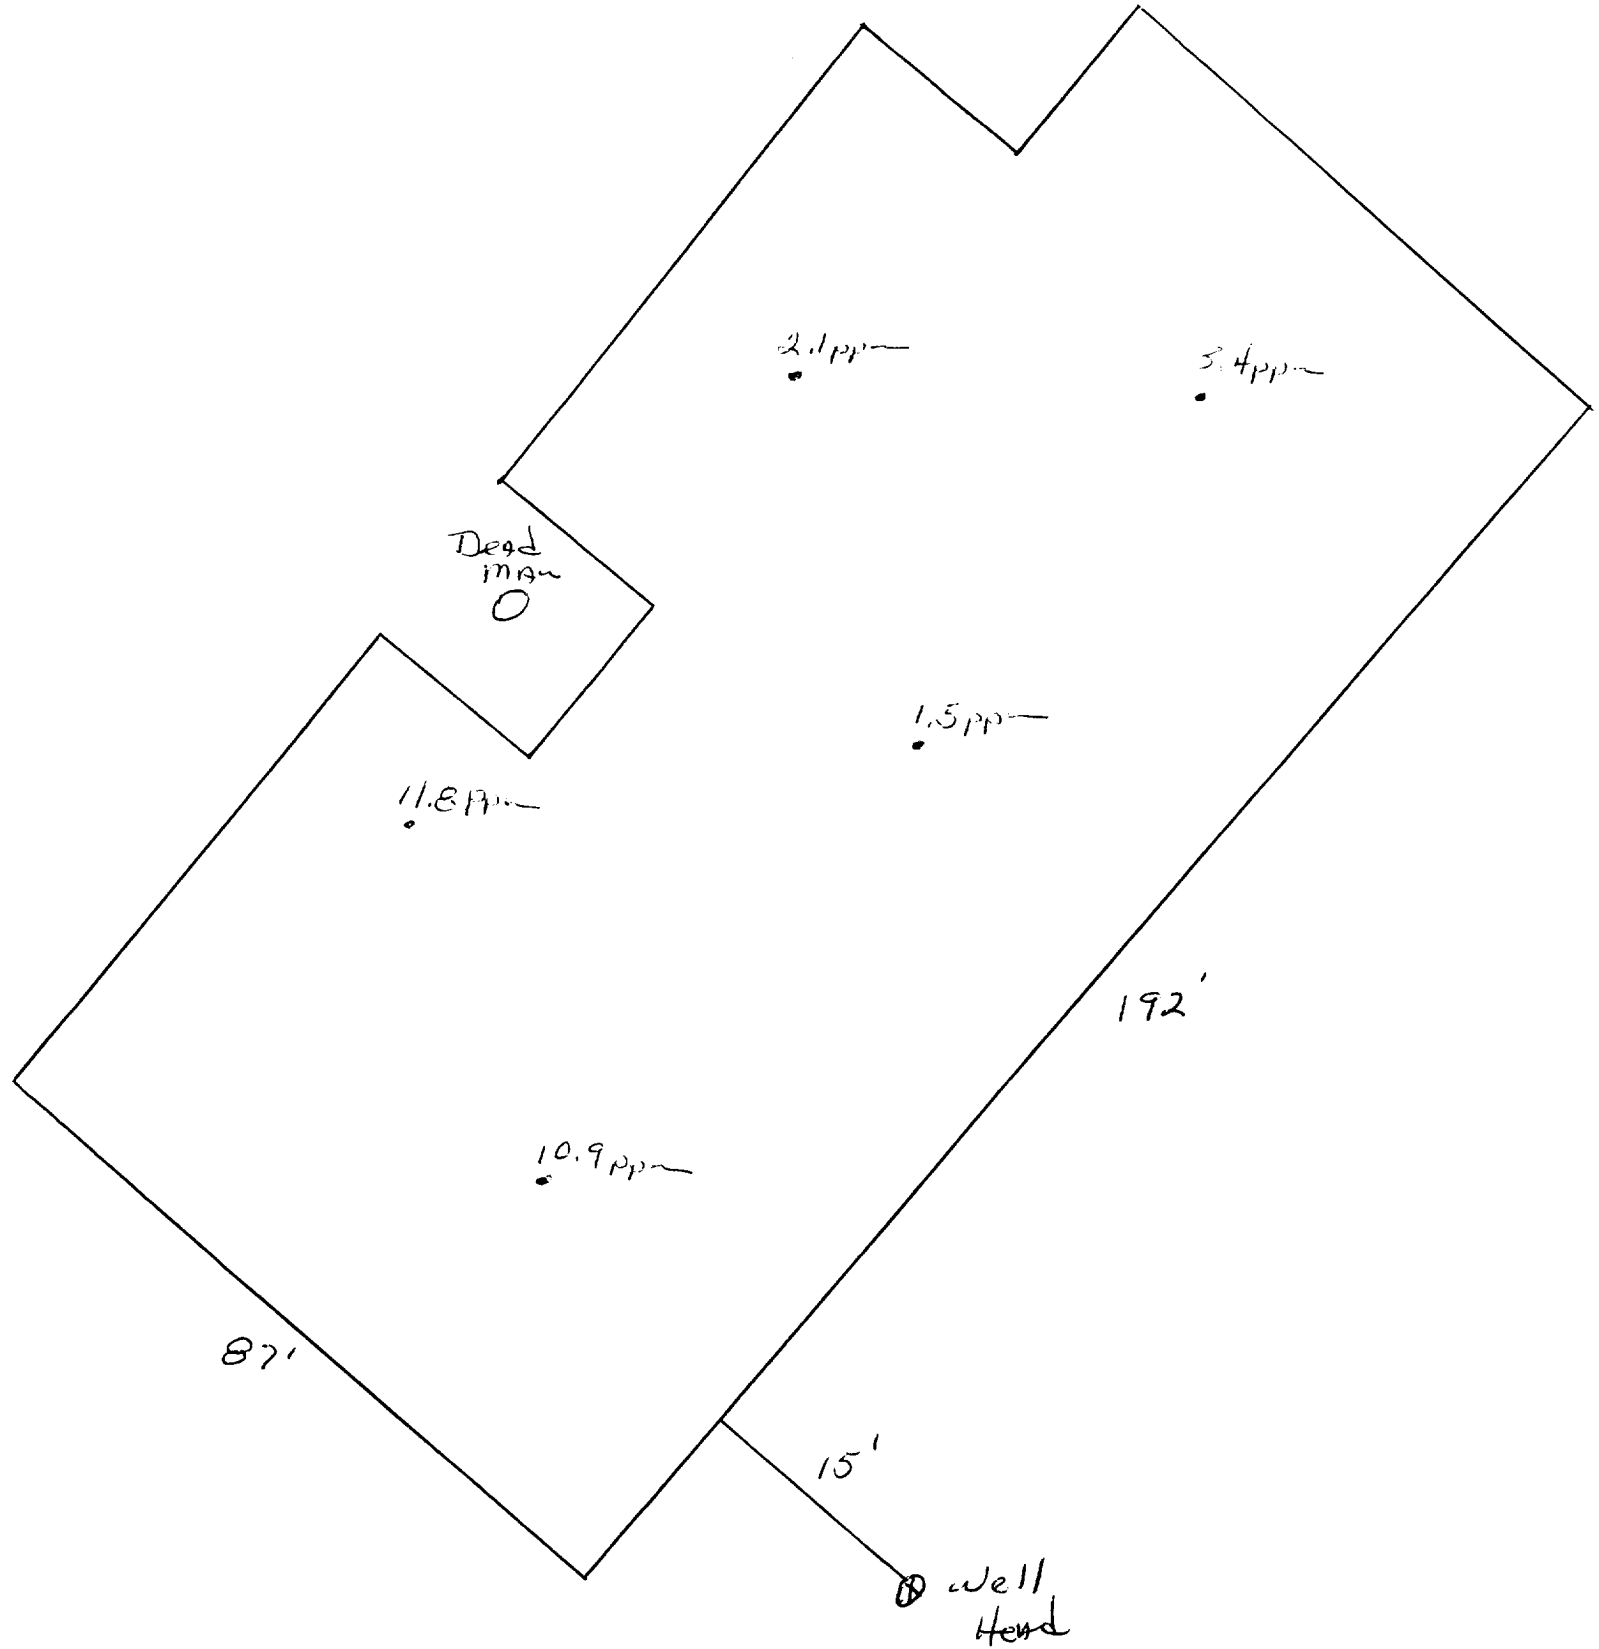 2.1ppm
3.4ppm
Dead
man
1.5ppm
11.8ppm
192'
10.9ppm
87'
15'
Well
Head